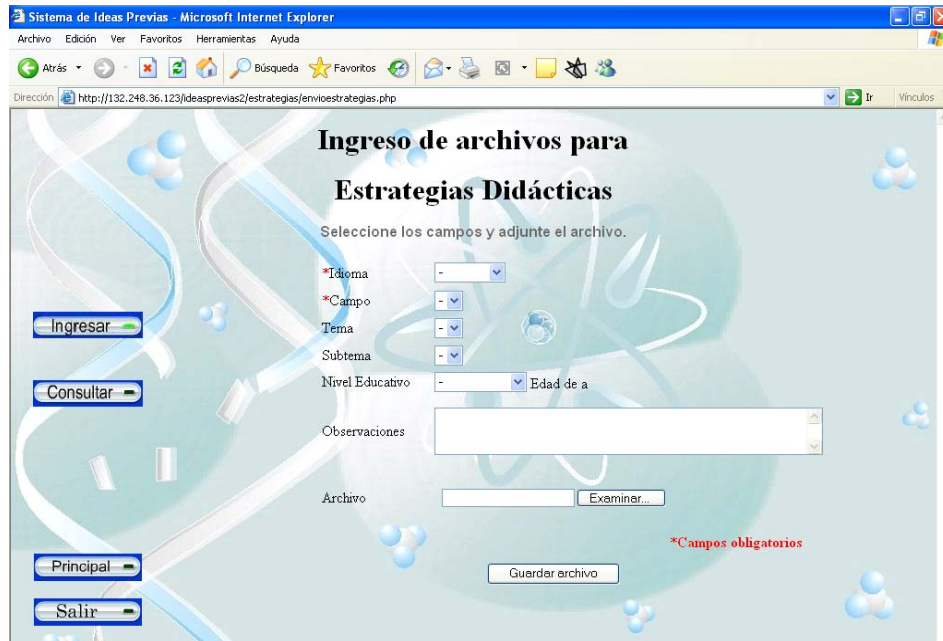 Sistema de Ideas Previas - Microsoft Internet Explorer
Archivo Edición Ver Favoritos Herramientas Ayuda
Atrás Búsqueda Favoritos
Dirección http://132.248.36.123/ideasprevias2/estrategias/envioestrategias.php Ir Vínculos
Ingreso de archivos para
Estrategias Didácticas
Seleccione los campos y adjunte el archivo.
*Idioma -
*Campo -
Ingresar
Tema -
Subtema -
Nivel Educativo - Edad de a
Consultar
Observaciones
Archivo Examinar...
*Campos obligatorios
Principal
Guardar archivo
Salir